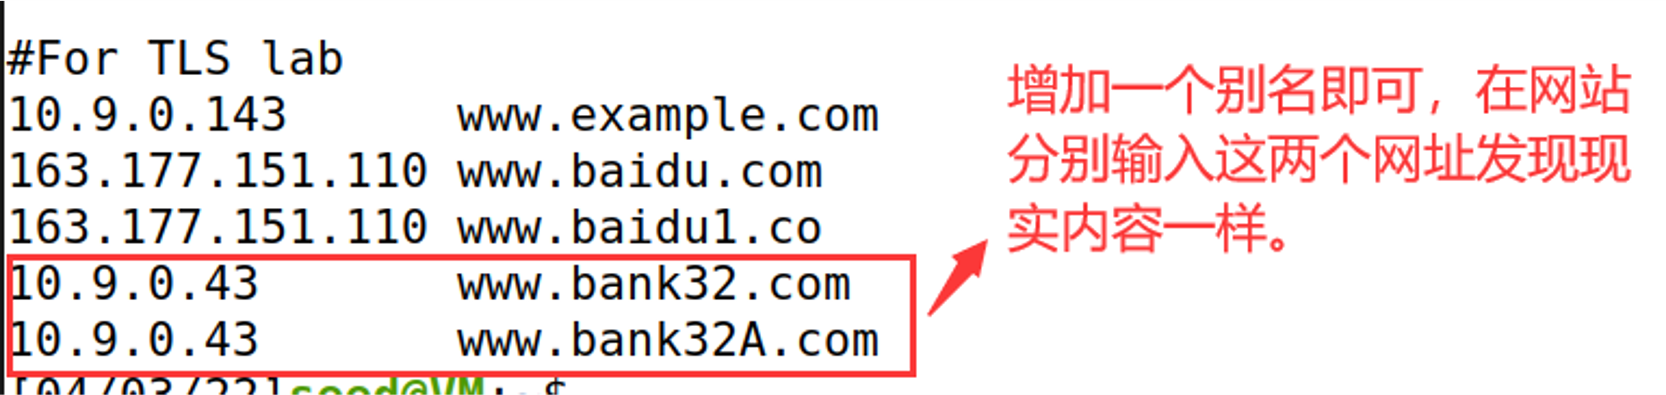 #For TLS lab
10.9.0.143 www.example.com
163.177.151.110 www.baidu.com
163.177.151.110 www.baidu1.co
10.9.0.43 www.bank32.com
10.9.0.43 www.bank32A.com
[04/03/22]seed@VM:~$
增加一个别名即可，在网站
分别输入这两个网址发现现
实内容一样。